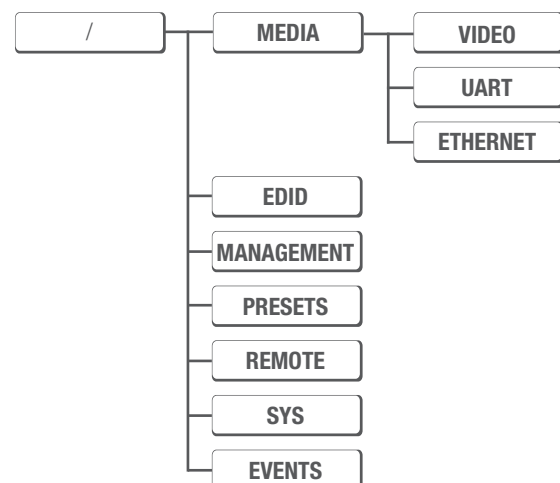 /
MEDIA
VIDEO
UART
ETHERNET
EDID
MANAGEMENT
PRESETS
REMOTE
SYS
EVENTS